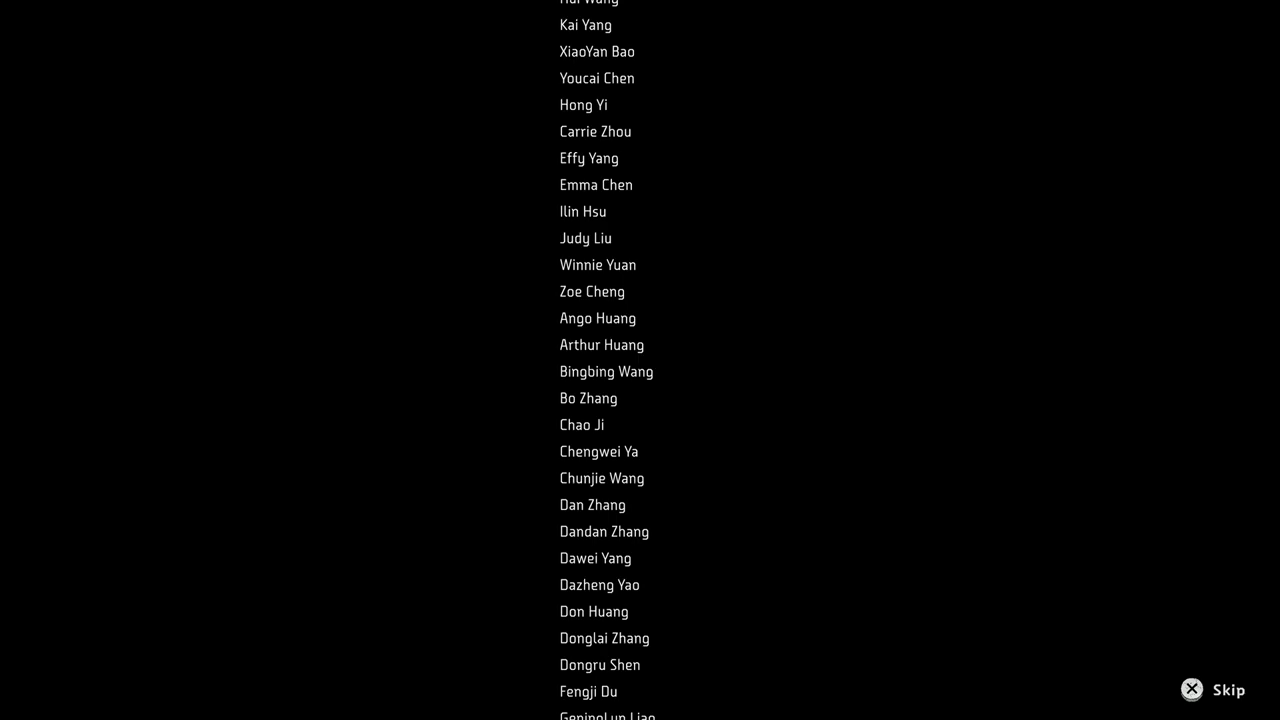 Kai Yang
XiaoYan Bao
Youcai Chen
Hong Yi
Carrie Zhou
Effy Yang
Emma Chen
Ilin Hsu
Judy Liu
Winnie Yuan
Zoe Cheng
Ango Huang
Arthur Huang
Bingbing Wang
Bo Zhang
Chao Ji
Chengwei Ya
Chunjie Wang
Dan Zhang
Dandan Zhang
Dawei Yang
Dazheng Yao
Don Huang
Donglai Zhang
Dongru Shen
Fengji Du
Skip